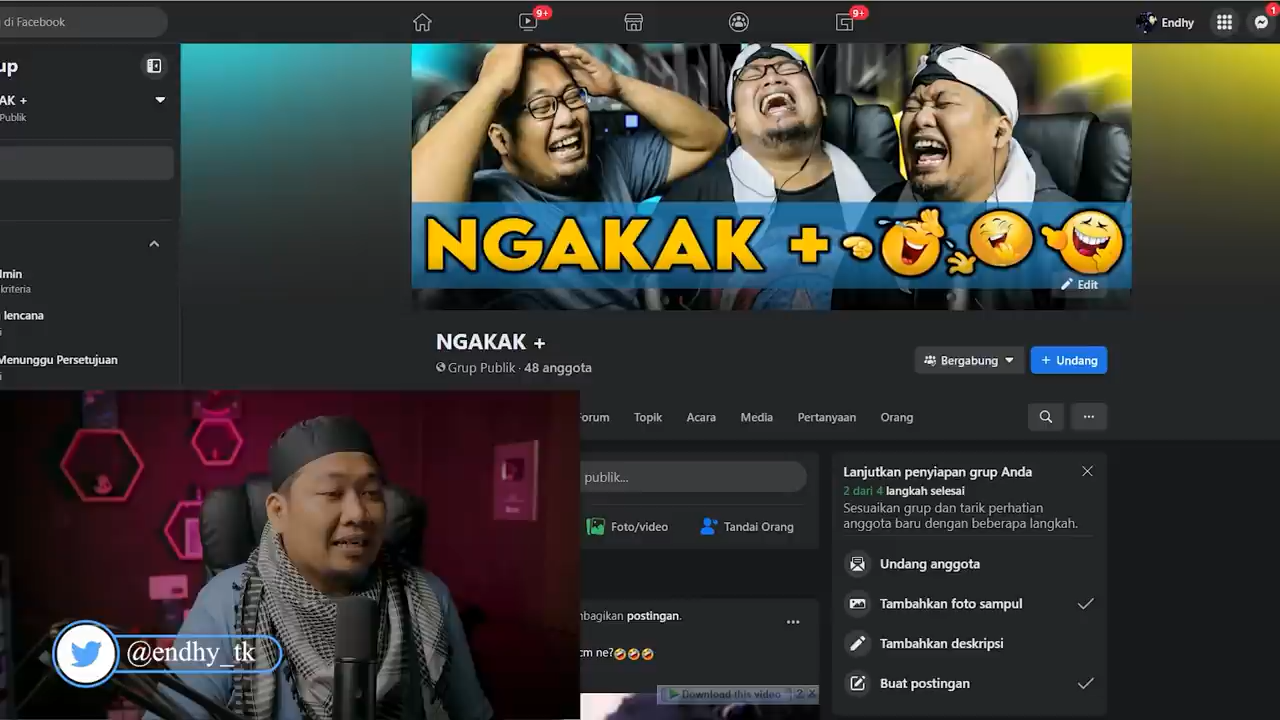 di Facebook
9+
9+
Endhy
1
up
AK +
Publik
NGAKAK +
Edit
NGAKAK +
Grup Publik · 48 anggota
Bergabung
+ Undang
dmin
kriteria
lencana
Menunggu Persetujuan
orum
Topik
Acara
Media
Pertanyaan
Orang
publik...
Foto/video
Tandai Orang
Lanjutkan penyiapan grup Anda
2 dari 4 langkah selesai
Sesuaikan grup dan tarik perhatian
anggota baru dengan beberapa langkah.
Undang anggota
Tambahkan foto sampul
Tambahkan deskripsi
Buat postingan
mbagikan postingan.
cm ne?🤣🤣🤣
Download this video ? X
@endhy_tk